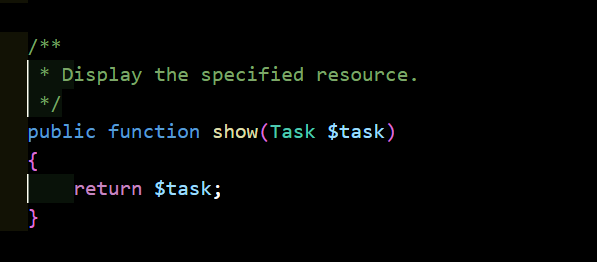 /**
 * Display the specified resource.
 */
public function show(Task $task)
{
    return $task;
}